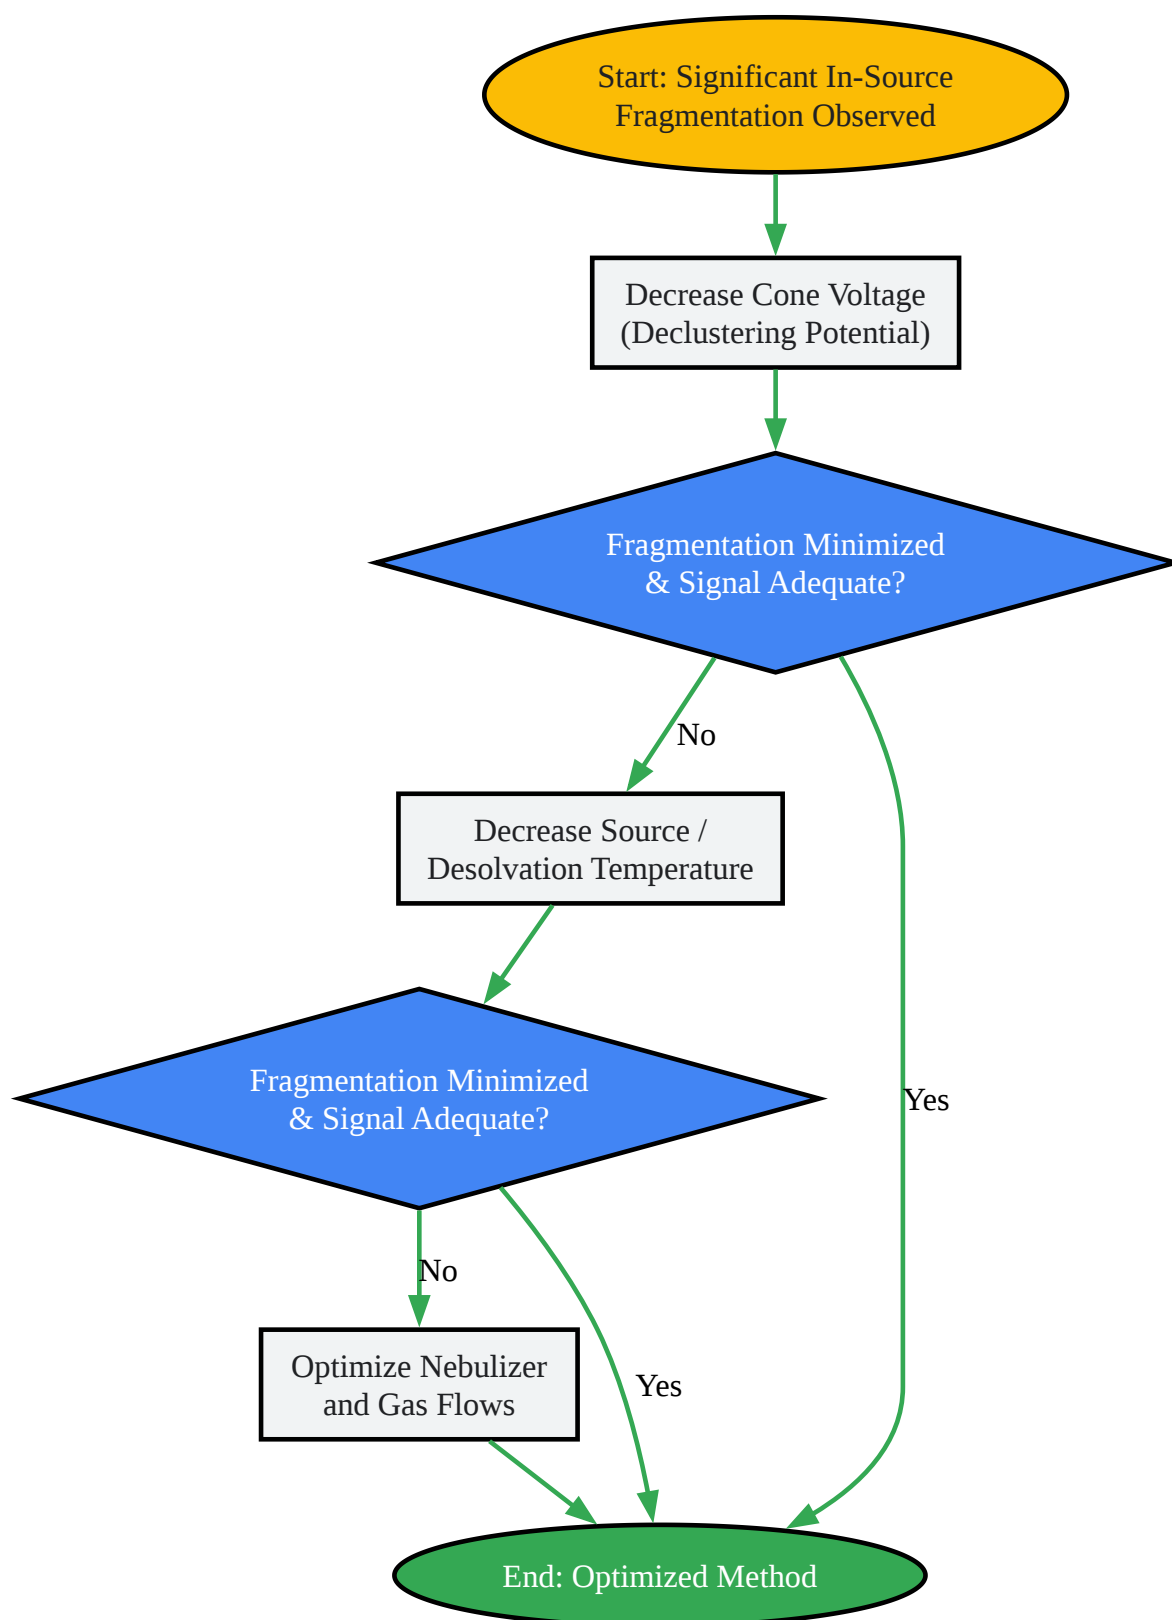 Start: Significant In-Source
Fragmentation Observed
Decrease Cone Voltage
(Declustering Potential)
Fragmentation Minimized
& Signal Adequate?
No
Decrease Source /
Desolvation Temperature
Fragmentation Minimized
& Signal Adequate?
Yes
No
Optimize Nebulizer
and Gas Flows
Yes
End: Optimized Method